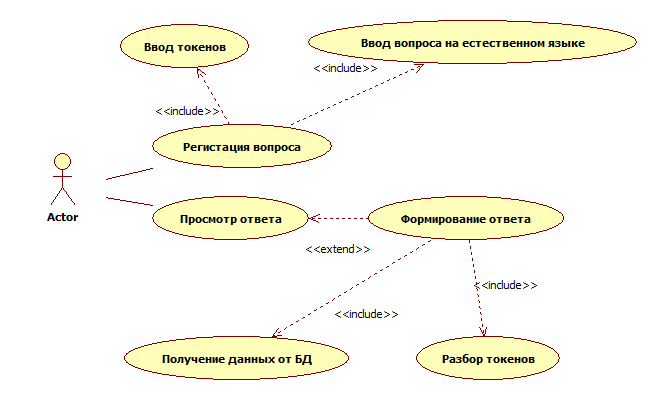 Ввод токенов
Ввод вопроса на естественном языке
<<include>>
<<include>>
Регистация вопроса
Actor
Просмотр ответа
Формирование ответа
<<extend>>
<<include>>
<<include>>
Получение данных от БД
Разбор токенов